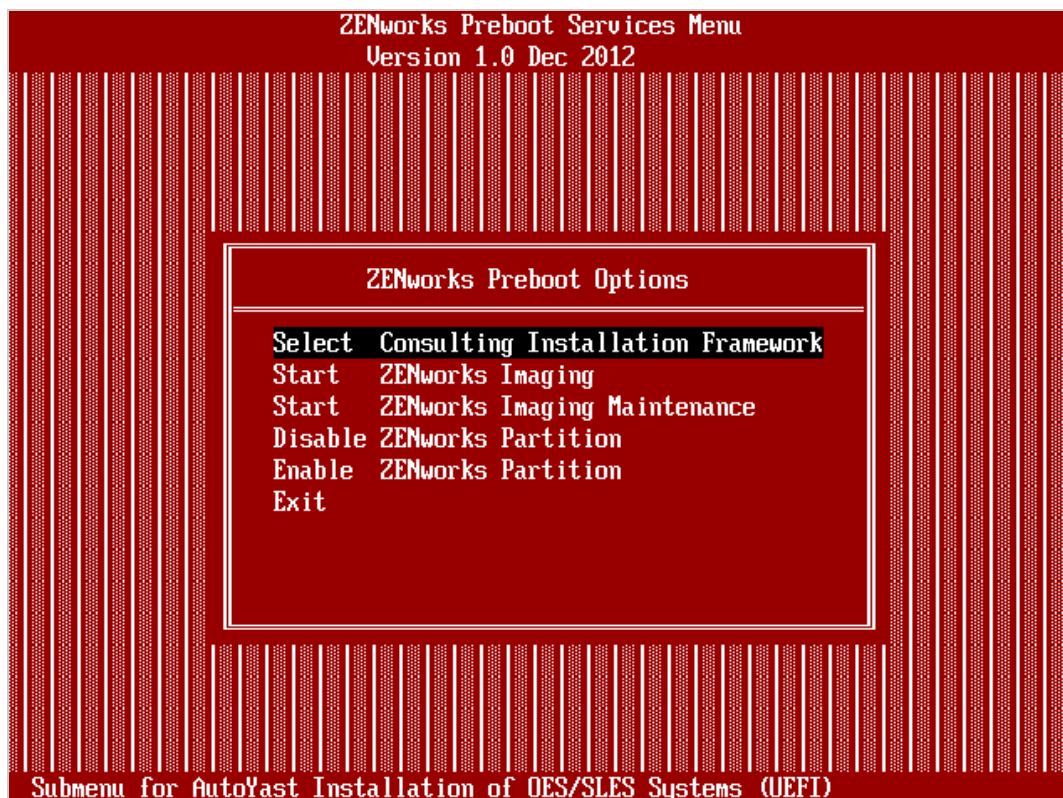 ZENworks Preboot Services Menu
Version 1.0 Dec 2012
ZENworks Preboot Options
Select Consulting Installation Framework
Start ZENworks Imaging
Start ZENworks Imaging Maintenance
Disable ZENworks Partition
Enable ZENworks Partition
Exit
Submenu for AutoYast Installation of OES/SLES Systems (UEFI)